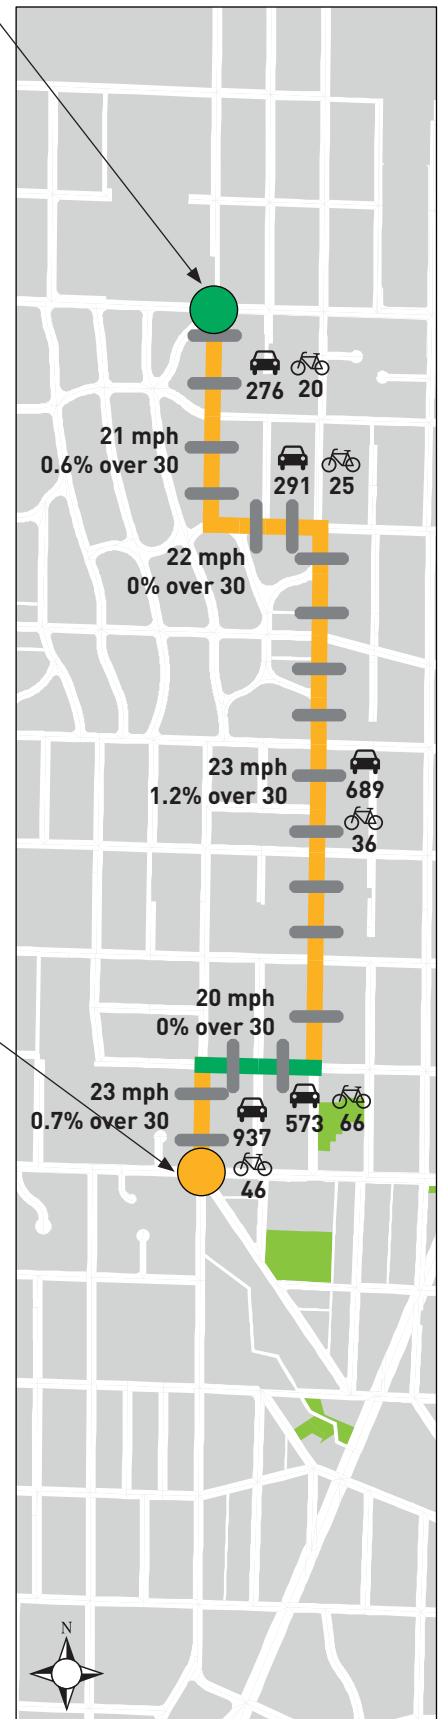 276 20
21 mph
0.6% over 30
291 25
22 mph
0% over 30
23 mph
1.2% over 30
689
36
20 mph
0% over 30
23 mph
0.7% over 30
937
573 66
46
N